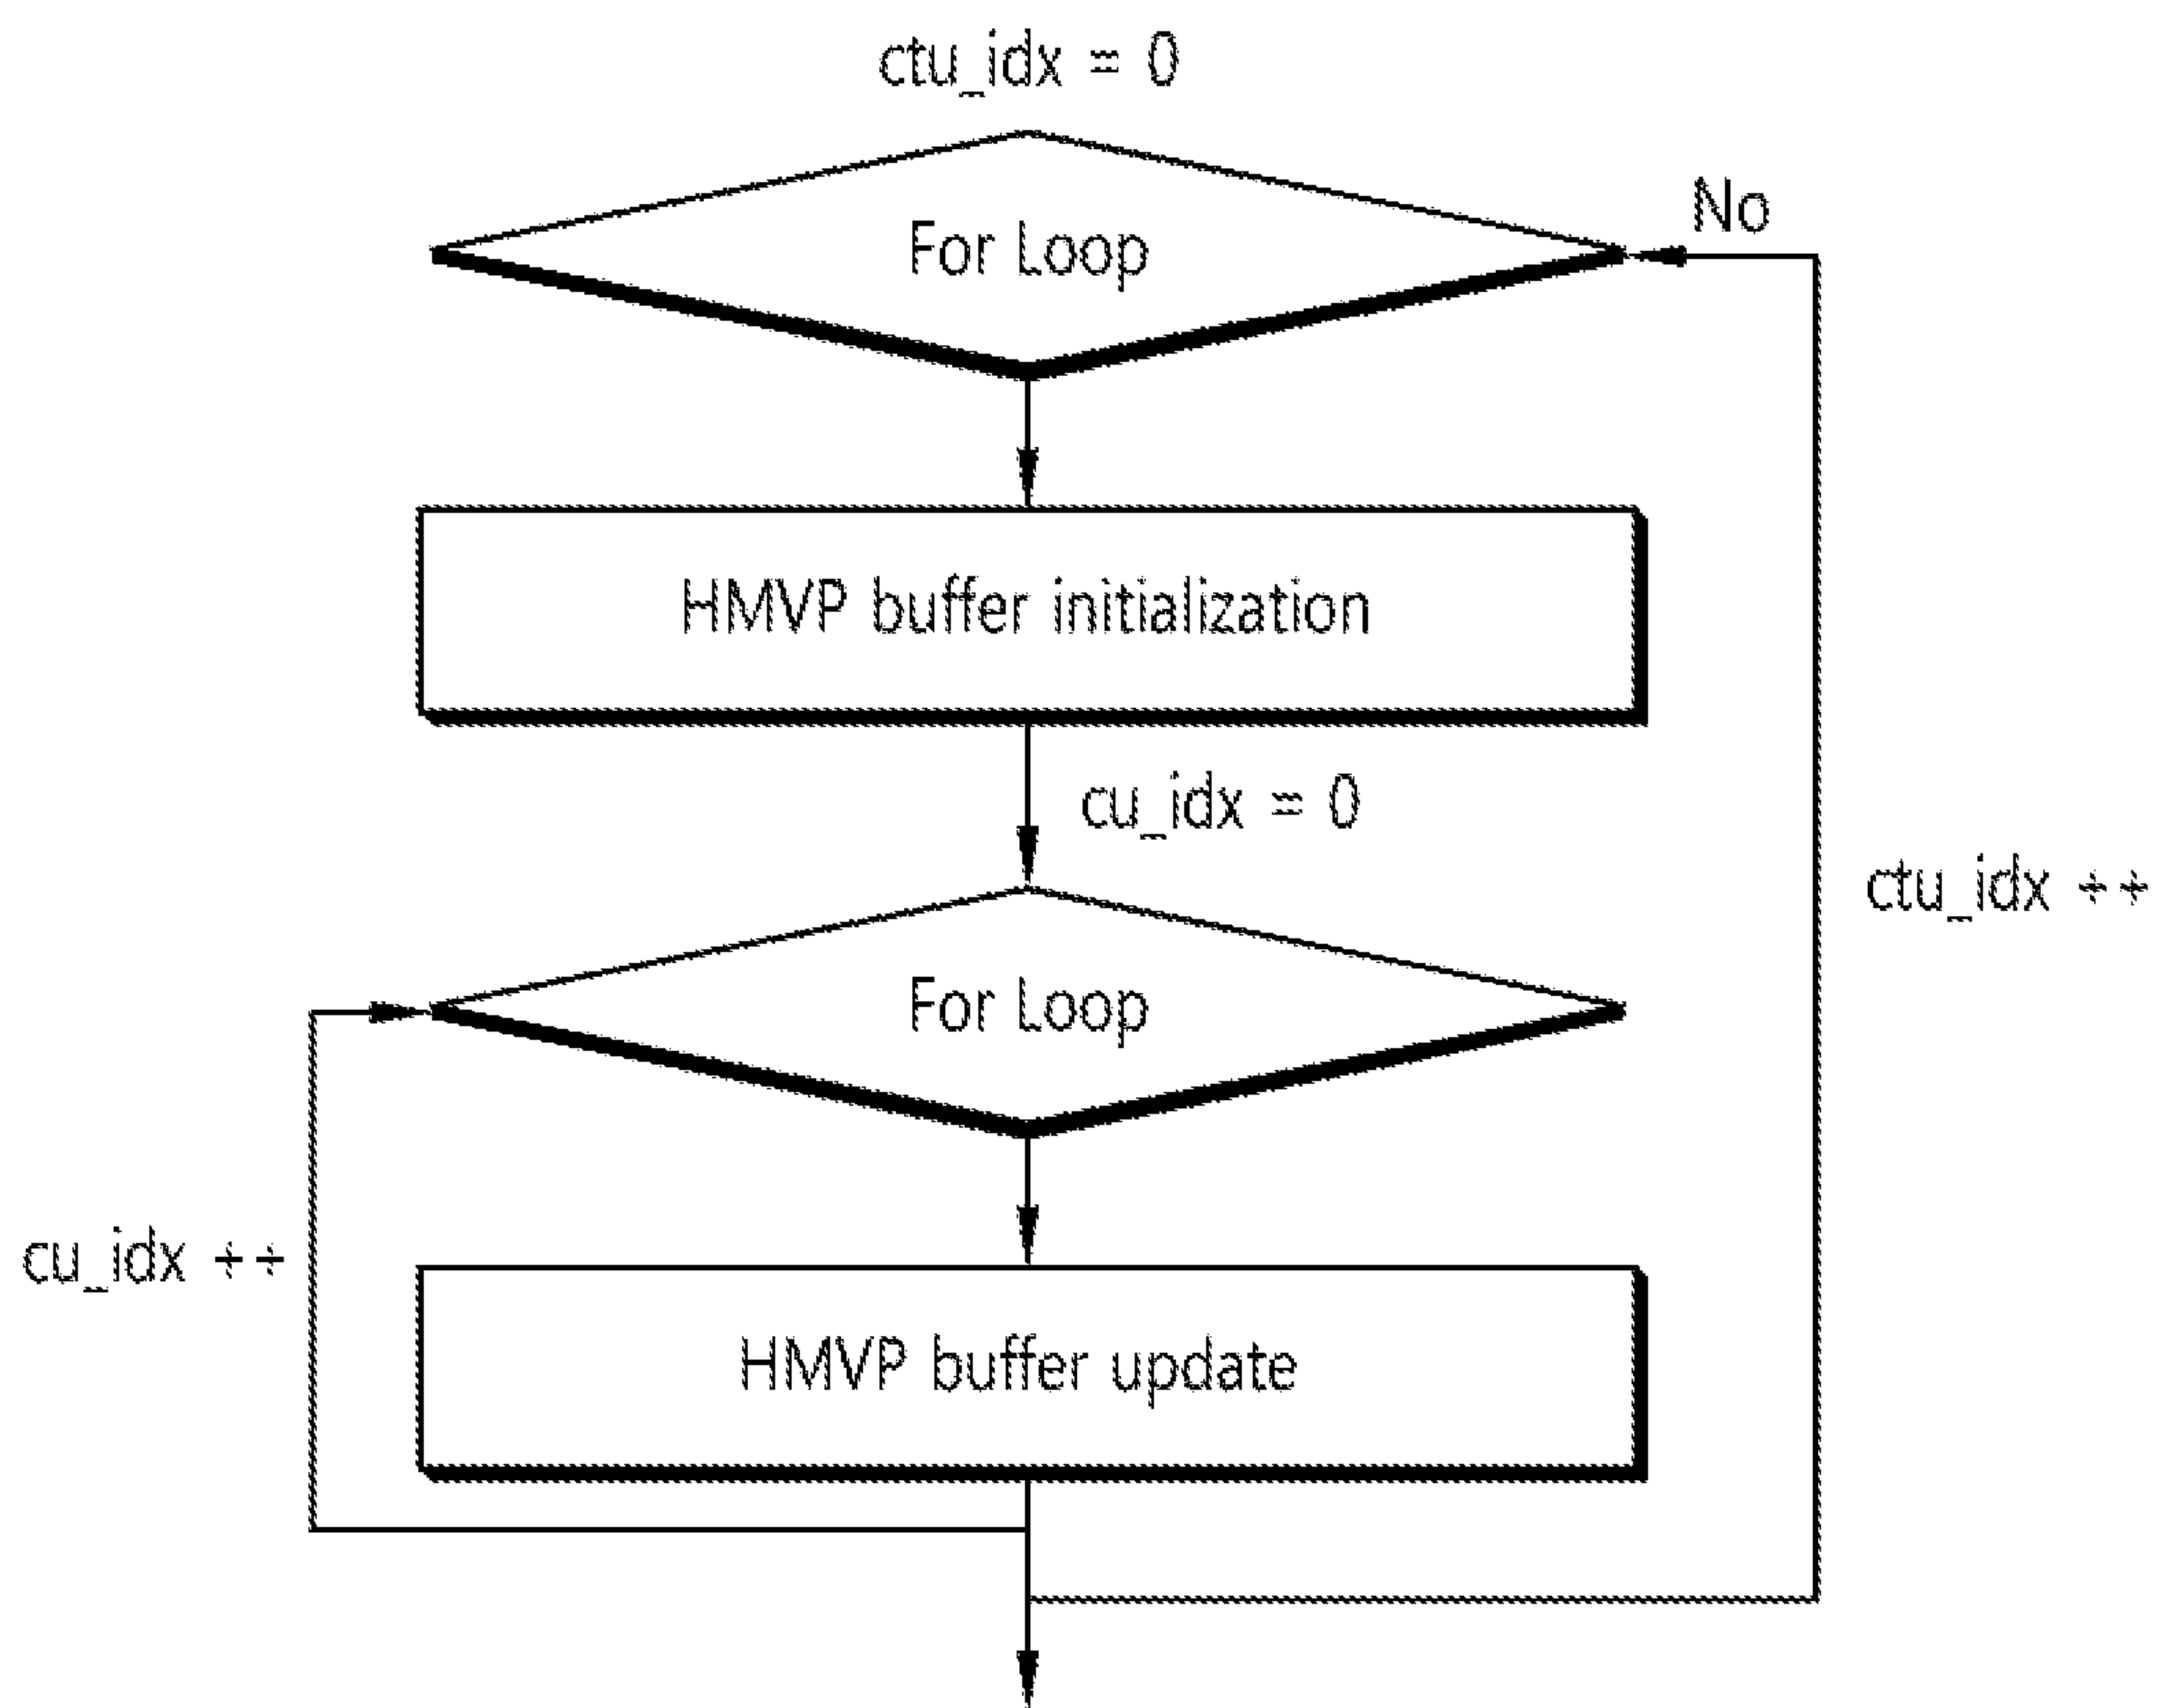 ctu_idx = 0
For Loop
No
HMVP buffer initialization
cu_idx = 0
ctu_idx ++
For Loop
cu_idx ++
HMVP buffer update